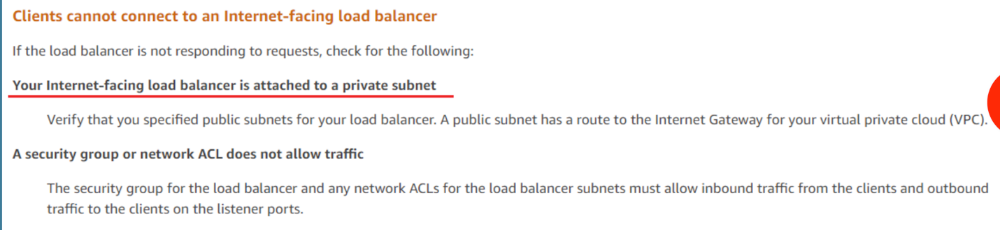 Clients cannot connect to an Internet-facing load balancer
If the load balancer is not responding to requests, check for the following:
Your Internet-facing load balancer is attached to a private subnet
Verify that you specified public subnets for your load balancer. A public subnet has a route to the Internet Gateway for your virtual private cloud (VPC).
A security group or network ACL does not allow traffic
The security group for the load balancer and any network ACLs for the load balancer subnets must allow inbound traffic from the clients and outbound
traffic to the clients on the listener ports.